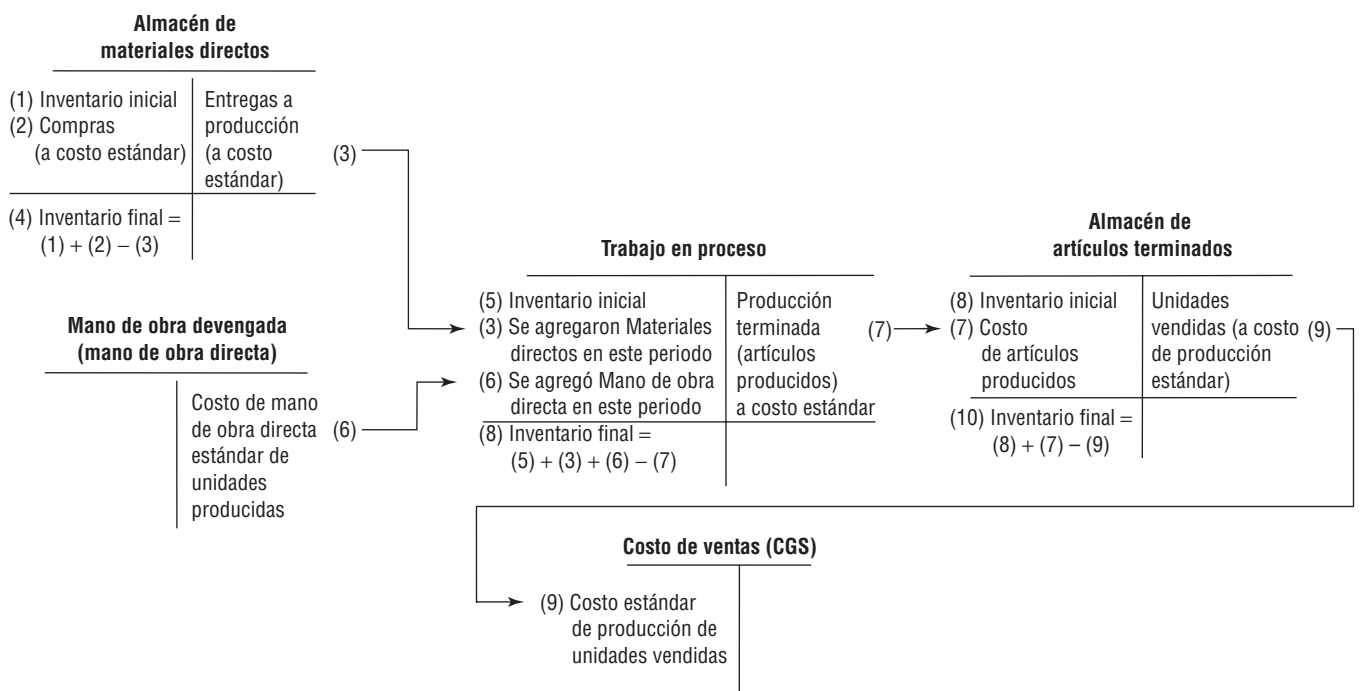 Almacén de
materiales directos
(1) Inventario inicial
(2) Compras
(a costo estándar)
Entregas a
producción
(a costo
estándar)
(3)
(4) Inventario final =
(1) + (2) – (3)
Mano de obra devengada
(mano de obra directa)
Costo de mano
de obra directa
estándar de
unidades
producidas
(6)
Trabajo en proceso
(5) Inventario inicial
(3) Se agregaron Materiales
directos en este periodo
(6) Se agregó Mano de obra
directa en este periodo
Producción
terminada
(artículos
producidos)
a costo estándar
(7)
(8) Inventario final =
(5) + (3) + (6) – (7)
Almacén de
artículos terminados
(8) Inventario inicial
(7) Costo
de artículos
producidos
Unidades
vendidas (a costo
de producción
estándar)
(9)
(10) Inventario final =
(8) + (7) – (9)
Costo de ventas (CGS)
(9) Costo estándar
de producción de
unidades vendidas